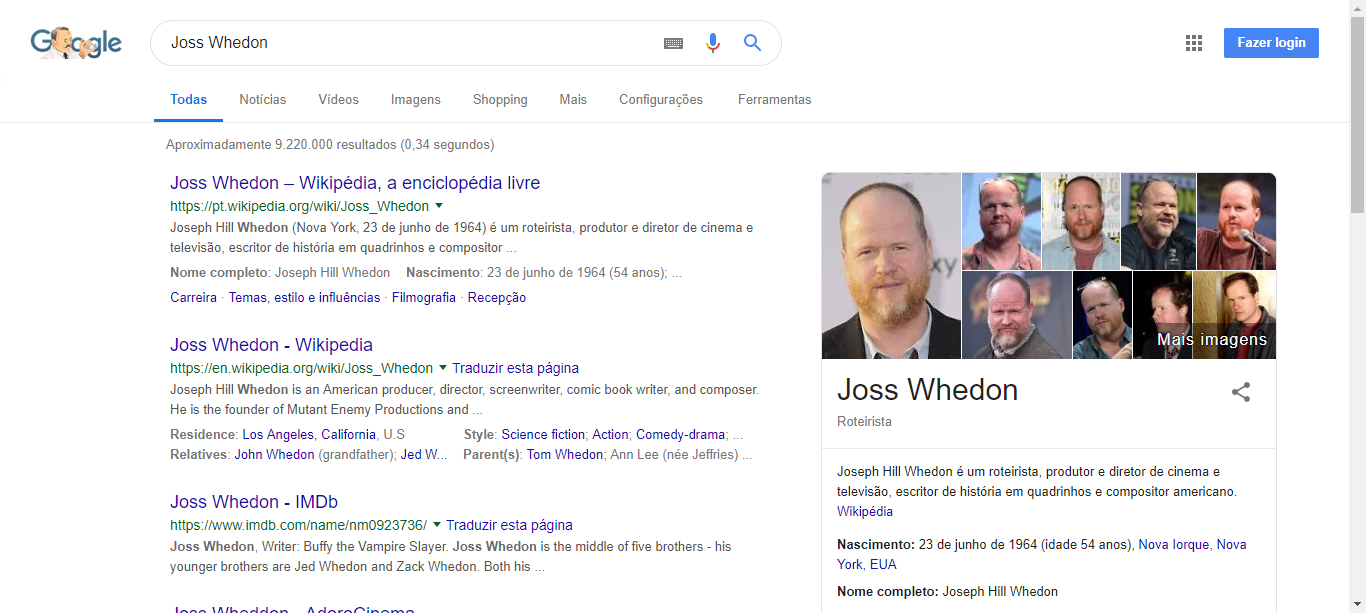 Google
Joss Whedon
Fazer login
Todas Notícias Vídeos Imagens Shopping Mais Configurações Ferramentas
Aproximadamente 9.220.000 resultados (0,34 segundos)
Joss Whedon – Wikipédia, a enciclopédia livre
https://pt.wikipedia.org/wiki/Joss_Whedon
Joseph Hill Whedon (Nova York, 23 de junho de 1964) é um roteirista, produtor e diretor de cinema e
televisão, escritor de história em quadrinhos e compositor ...
Nome completo: Joseph Hill Whedon Nascimento: 23 de junho de 1964 (54 anos); ...
Carreira · Temas, estilo e influências · Filmografia · Recepção
Joss Whedon - Wikipedia
https://en.wikipedia.org/wiki/Joss_Whedon Traduzir esta página
Joseph Hill Whedon is an American producer, director, screenwriter, comic book writer, and composer.
He is the founder of Mutant Enemy Productions and ...
Residence: Los Angeles, California, U.S Style: Science fiction; Action; Comedy-drama; ...
Relatives: John Whedon (grandfather); Jed W... Parent(s): Tom Whedon; Ann Lee (née Jeffries) ...
Joss Whedon - IMDb
https://www.imdb.com/name/nm0923736/ Traduzir esta página
Joss Whedon, Writer: Buffy the Vampire Slayer. Joss Whedon is the middle of five brothers - his
younger brothers are Jed Whedon and Zack Whedon. Both his ...
Joss Wheddon - AdoroCinema
Mais imagens
Joss Whedon
Roteirista
Joseph Hill Whedon é um roteirista, produtor e diretor de cinema e
televisão, escritor de história em quadrinhos e compositor americano.
Wikipédia
Nascimento: 23 de junho de 1964 (idade 54 anos), Nova Iorque, Nova
York, EUA
Nome completo: Joseph Hill Whedon